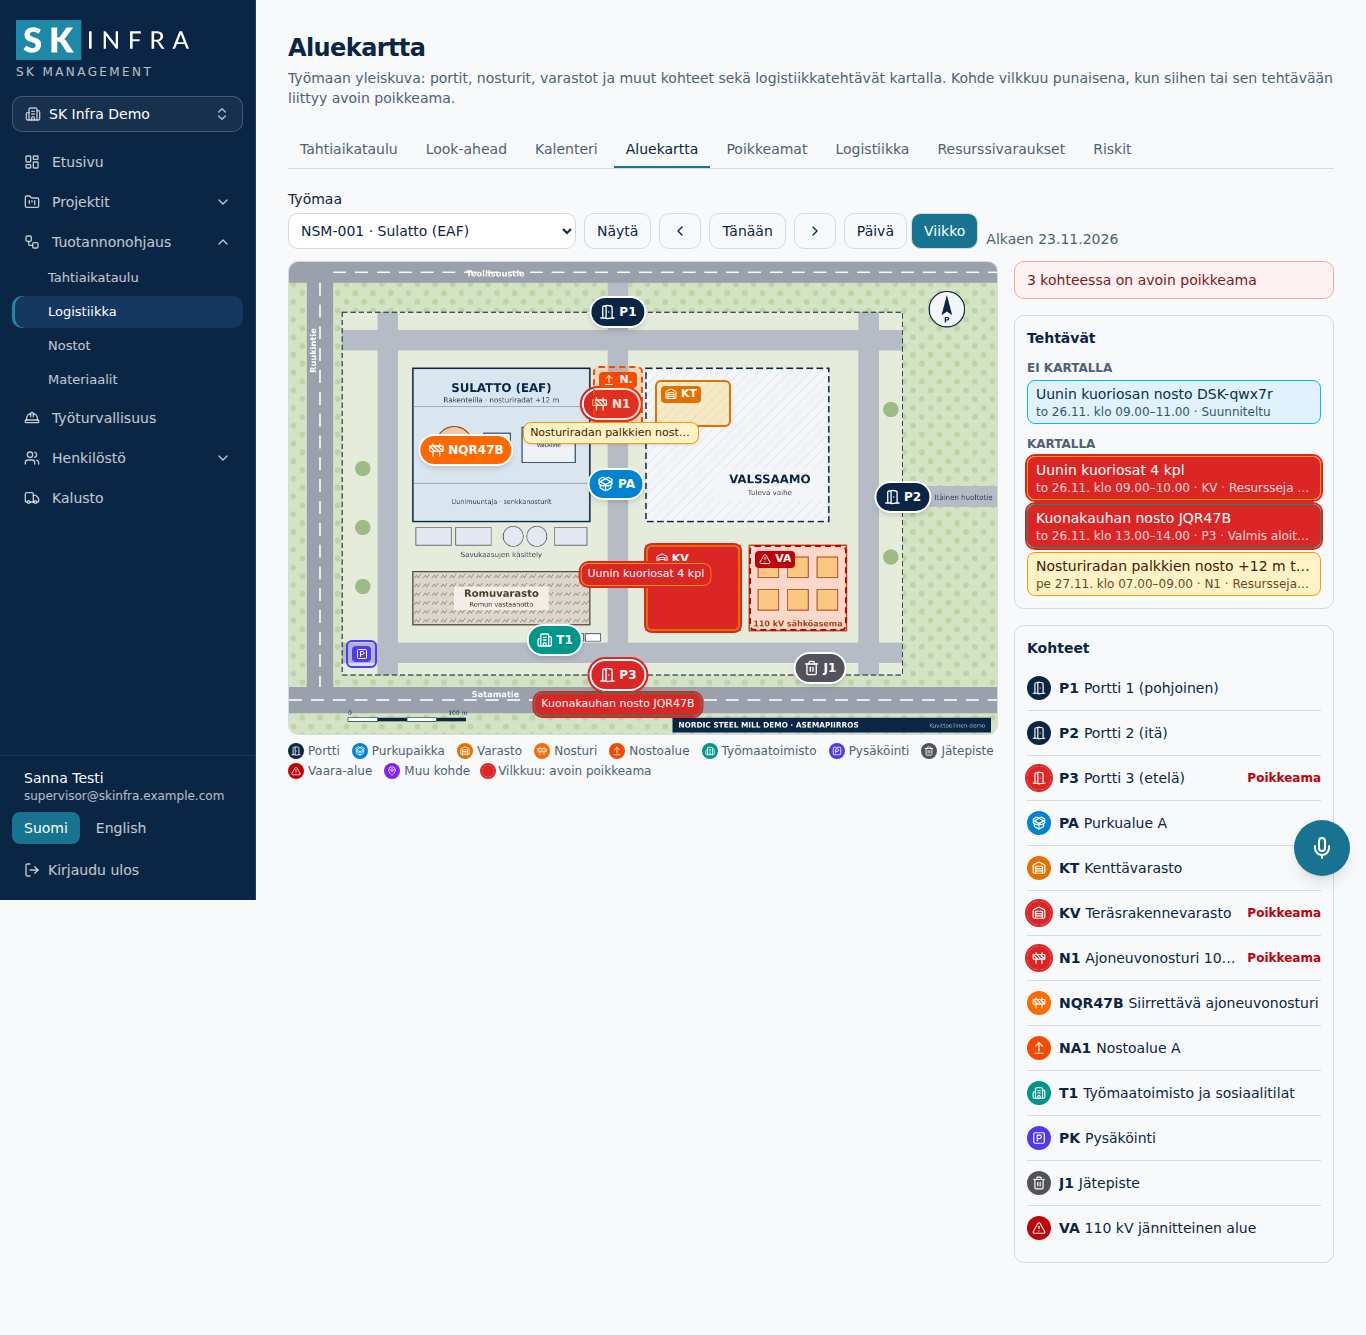 SK INFRA
SK MANAGEMENT
SK Infra Demo
Etusivu
Projektit
Tuotannonohjaus
Tahtiaikataulu
Logistiikka
Nostot
Materiaalit
Työturvallisuus
Henkilöstö
Kalusto
Sanna Testi
supervisor@skinfra.example.com
Suomi English
Kirjaudu ulos
Aluekartta
Työmaan yleiskuva: portit, nosturit, varastot ja muut kohteet sekä logistiikkatehtävät kartalla. Kohde vilkkuu punaisena, kun siihen tai sen tehtävään
liittyy avoin poikkeama.
Tahtiaikataulu Look-ahead Kalenteri Aluekartta Poikkeamat Logistiikka Resurssivaraukset Riskit
Työmaa
NSM-001 · Sulatto (EAF) Näytä Tänään Päivä Viikko Alkaen 23.11.2026
Teollisuustie
Ruukintie
P1
P
SULATTO (EAF)
Rakenteilla · nosturiradat +12 m
N.
N1
KT
Nosturiradan palkkien nost…
NQR47B
Valvomo
PA
VALSSAAMO
Tuleva vaihe
P2
Itäinen huoltotie
Uunimuuntaja · senkkanosturit
Savukaasujen käsittely
KV
VA
Uunin kuoriosat 4 kpl
Romuvarasto
Romun vastaanotto
110 kV sähköasema
T1
P
J1
P3
Satamatie
Kuonakauhan nosto JQR47B
0 100 m
NORDIC STEEL MILL DEMO · ASEMAPIIRROS Kuvitteellinen demo
Portti Purkupaikka Varasto Nosturi Nostoalue Työmaatoimisto Pysäköinti Jätepiste
Vaara-alue Muu kohde Vilkkuu: avoin poikkeama
3 kohteessa on avoin poikkeama
Tehtävät
EI KARTALLA
Uunin kuoriosan nosto DSK-qwx7r
to 26.11. klo 09.00–11.00 · Suunniteltu
KARTALLA
Uunin kuoriosat 4 kpl
to 26.11. klo 09.00–10.00 · KV · Resursseja …
Kuonakauhan nosto JQR47B
to 26.11. klo 13.00–14.00 · P3 · Valmis aloit…
Nosturiradan palkkien nosto +12 m t…
pe 27.11. klo 07.00–09.00 · N1 · Resursseja…
Kohteet
P1 Portti 1 (pohjoinen)
P2 Portti 2 (itä)
P3 Portti 3 (etelä) Poikkeama
PA Purkualue A
KT Kenttävarasto
KV Teräsrakennevarasto Poikkeama
N1 Ajoneuvonosturi 10… Poikkeama
NQR47B Siirrettävä ajoneuvonosturi
NA1 Nostoalue A
T1 Työmaatoimisto ja sosiaalitilat
PK Pysäköinti
J1 Jätepiste
VA 110 kV jännitteinen alue